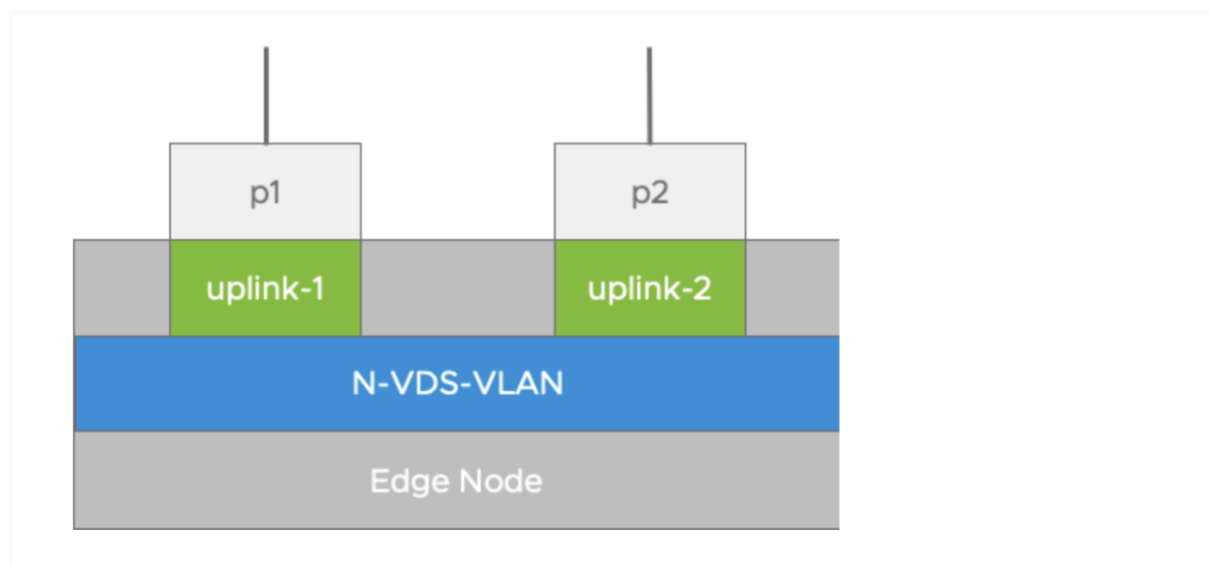 p1
p2
uplink-1
uplink-2
N-VDS-VLAN
Edge Node